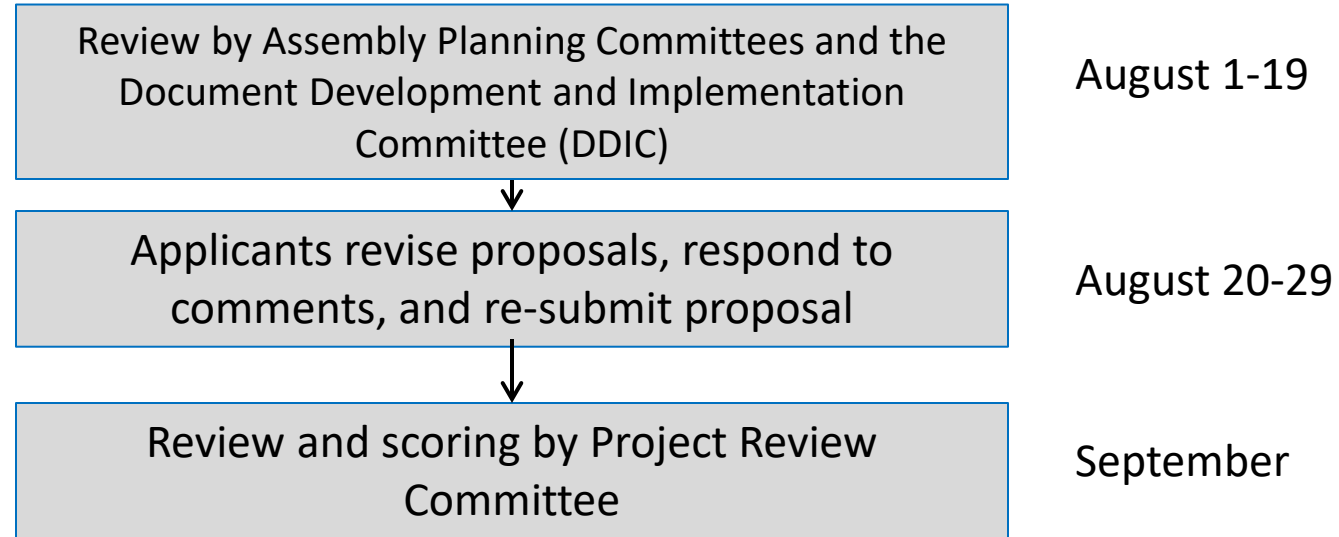 Review by Assembly Planning Committees and the
Document Development and Implementation
Committee (DDIC)
August 1-19
Applicants revise proposals, respond to
comments, and re-submit proposal
August 20-29
Review and scoring by Project Review
Committee
September